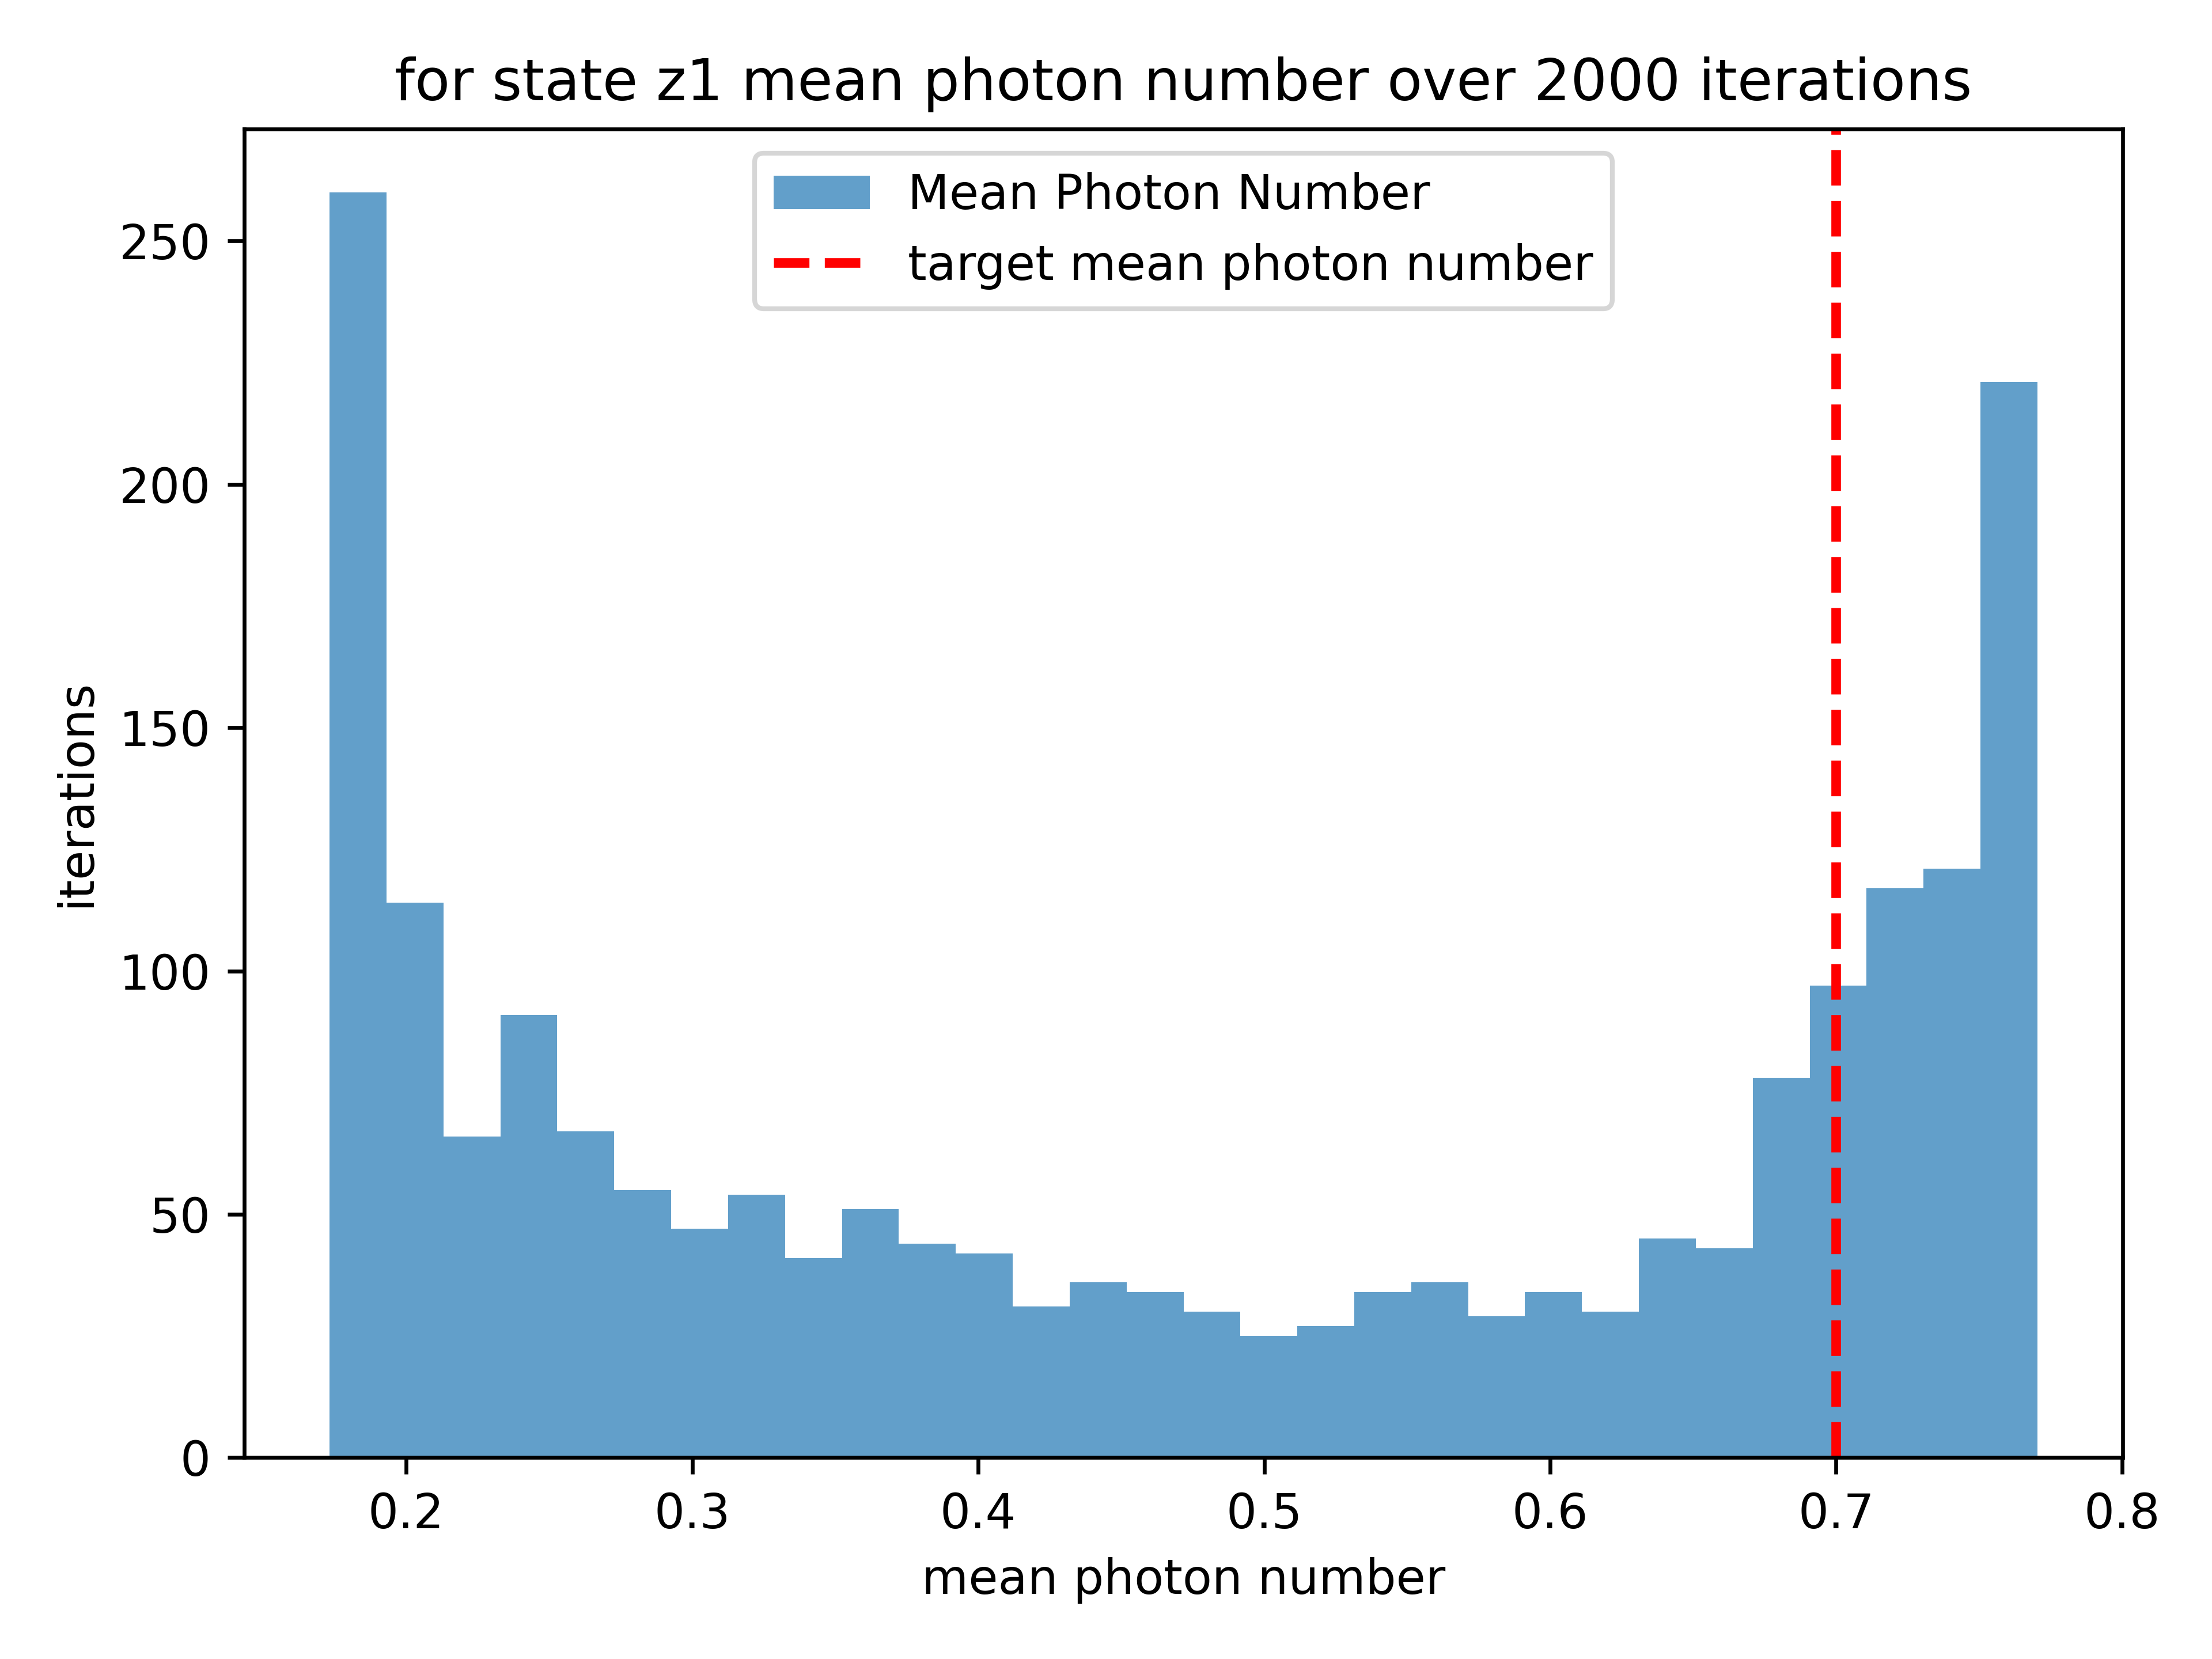 for state z1 mean photon number over 2000 iterations
Mean Photon Number
target mean photon number
250
200
150
100
50
0
iterations
0.2 0.3 0.4 0.5 0.6 0.7 0.8
mean photon number